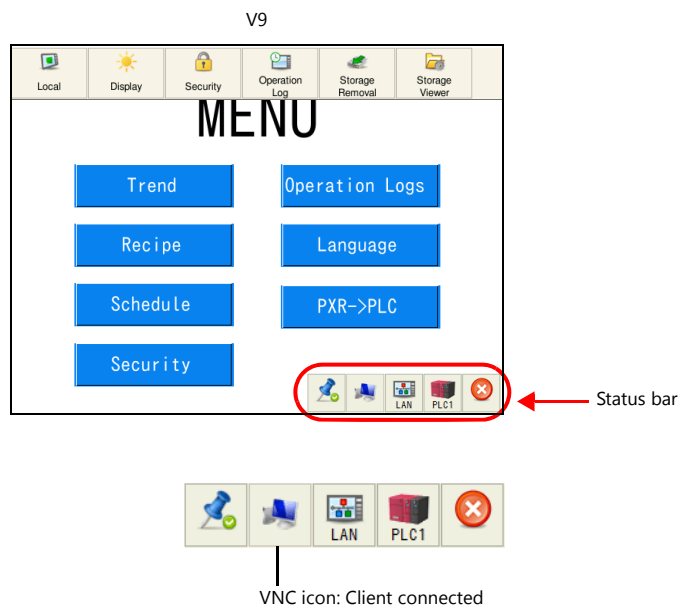 V9
Local Display Security Operation Log Storage Removal Storage Viewer
MENU
Trend Operation Logs
Recipe Language
Schedule PXR->PLC
Security
LAN PLC1
Status bar
LAN PLC1
VNC icon: Client connected